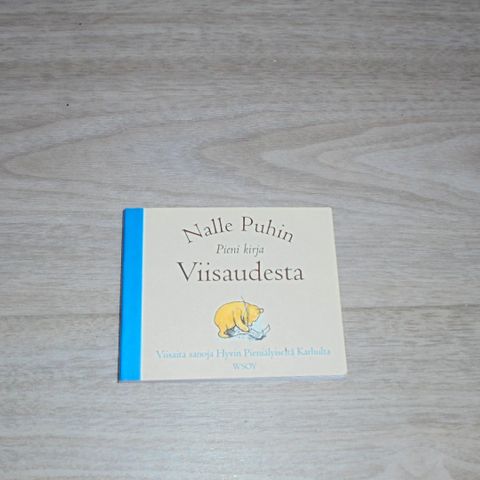 Nalle Puhin
Pieni kirja
Viisaudesta
Viisaita sanoja Hyvin Pieniälyiseltä Karhulta
WSOY